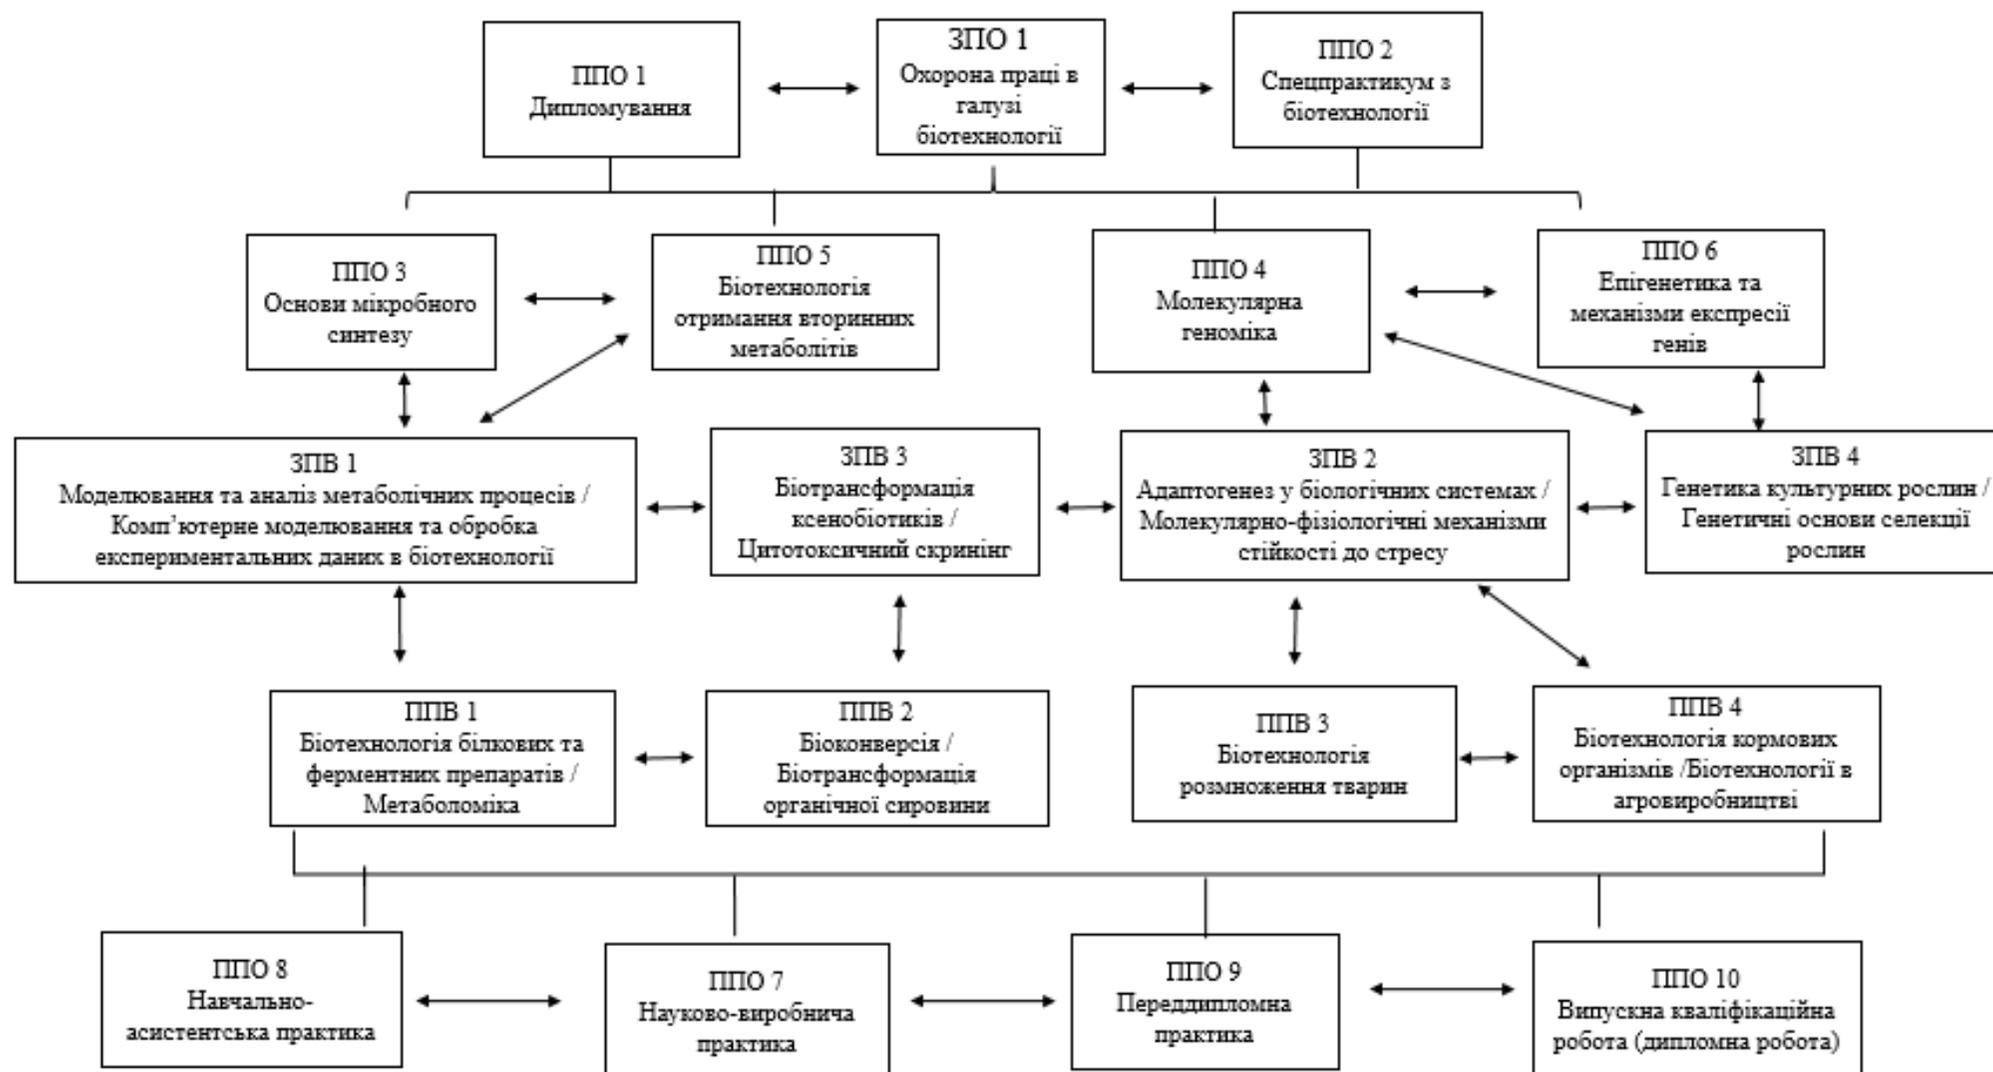 ППО 1
Дипломування
ЗПО 1
Охорона праці в
галузі
біотехнології
ППО 2
Спецпрактикум з
біотехнології
ППО 3
Основи мікробного
синтезу
ППО 5
Біотехнологія
отримання вторинних
метаболітів
ППО 4
Молекулярна
геноміка
ППО 6
Епігенетика та
механізми експресії
генів
ЗПВ 1
Моделювання та аналіз метаболічних процесів /
Комп’ютерне моделювання та обробка
експериментальних даних в біотехнології
ЗПВ 3
Біотрансформація
ксенобіотиків /
Цитотоксичний скринінг
ЗПВ 2
Адаптогенез у біологічних системах /
Молекулярно-фізіологічні механізми
стійкості до стресу
ЗПВ 4
Генетика культурних рослин /
Генетичні основи селекції
рослин
ППВ 1
Біотехнологія білкових та
ферментних препаратів /
Метаболоміка
ППВ 2
Біоконверсія /
Біотрансформація
органічної сировини
ППВ 3
Біотехнологія
розмноження тварин
ППВ 4
Біотехнологія кормових
організмів /Біотехнології в
агровиробництві
ППО 8
Навчально-
асистентська практика
ППО 7
Науково-виробнича
практика
ППО 9
Переддипломна
практика
ППО 10
Випускна кваліфікаційна
робота (дипломна робота)